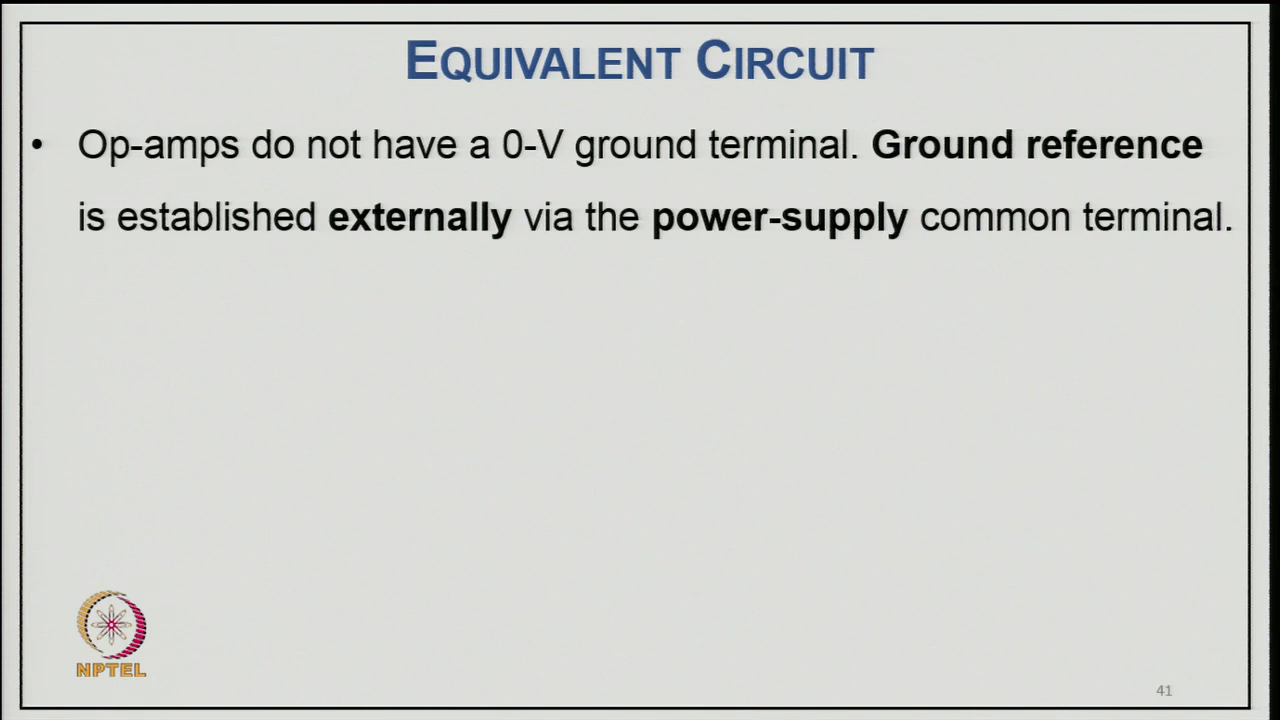 EQUIVALENT CIRCUIT
• Op-amps do not have a 0-V ground terminal. Ground reference
is established externally via the power-supply common terminal.
NPTEL
41